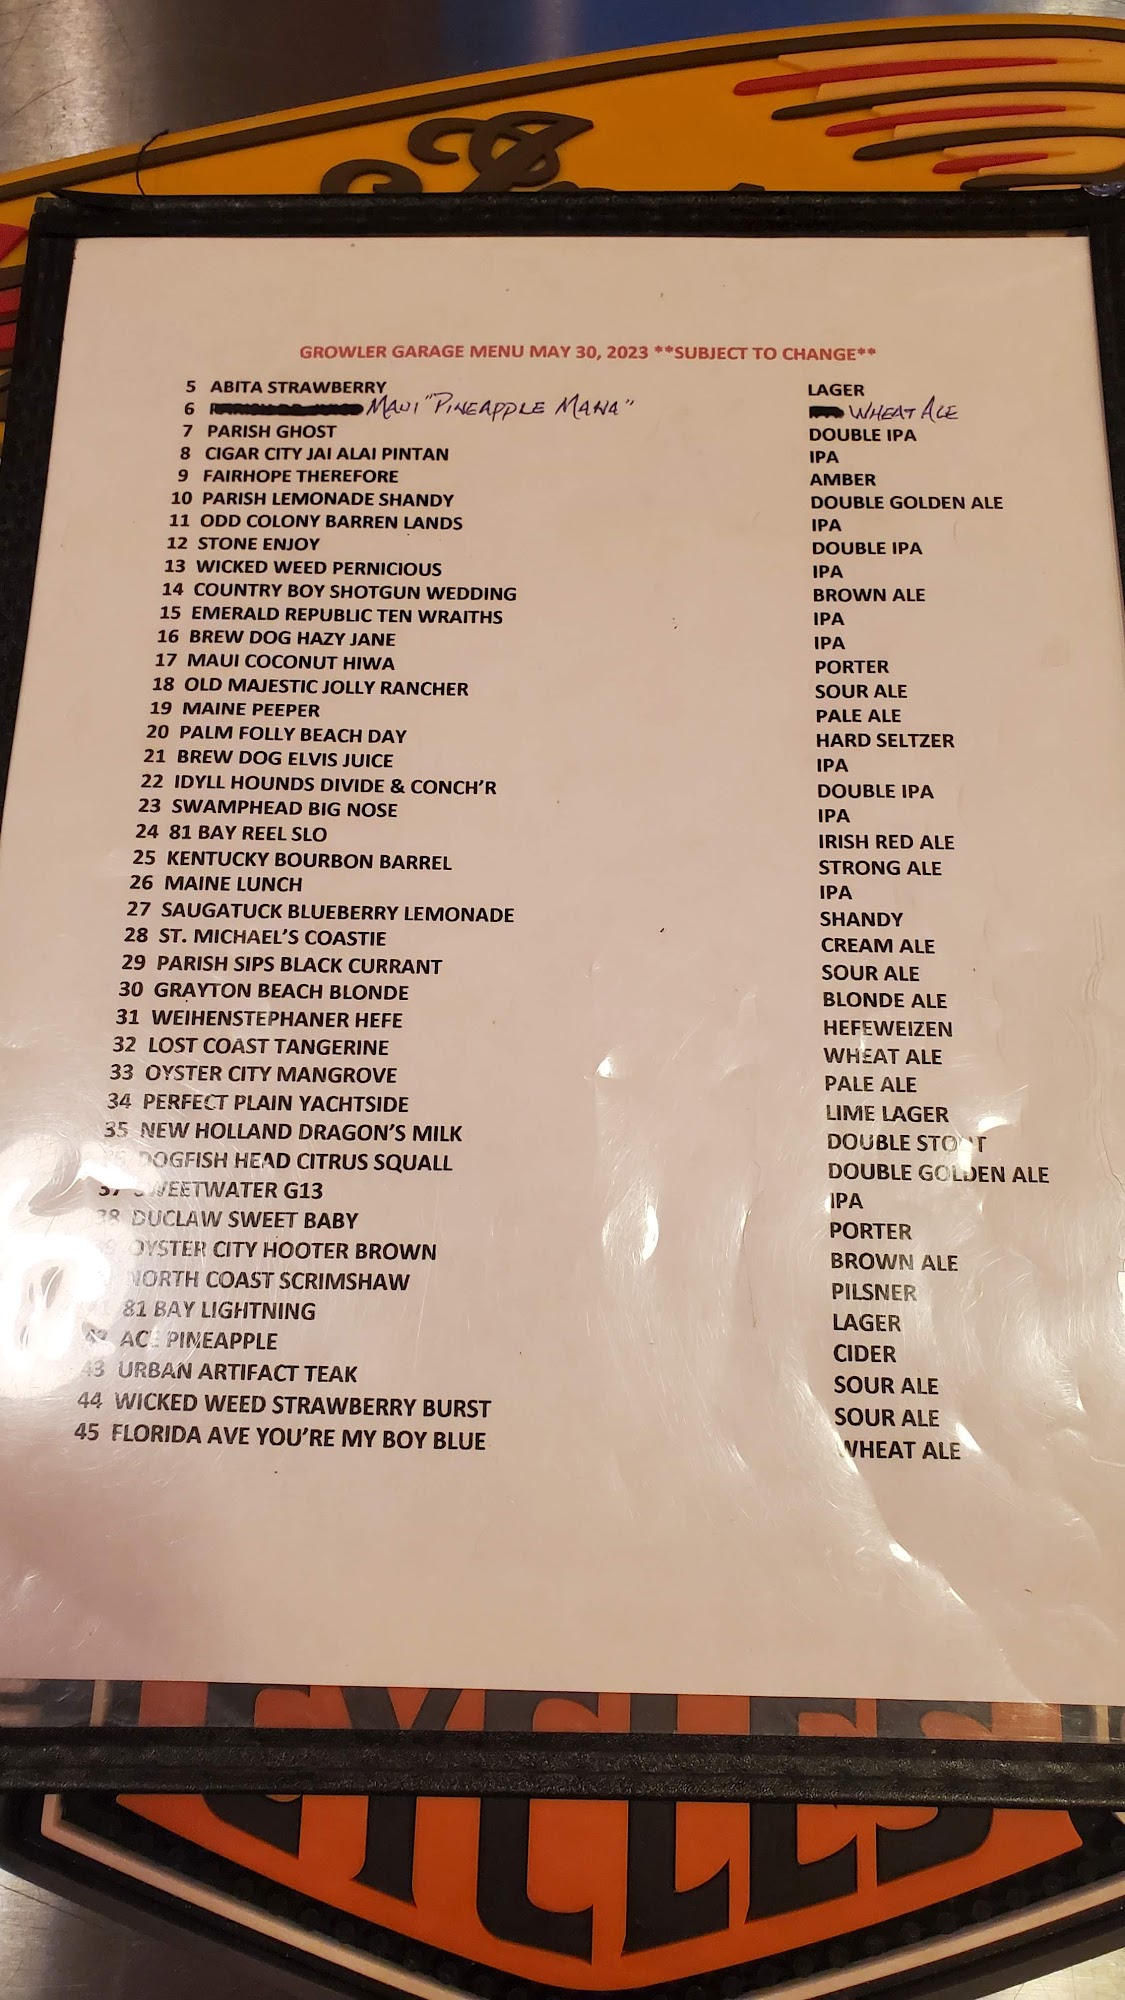 GROWLER GARAGE MENU MAY 30, 2023 **SUBJECT TO CHANGE**
5 ABITA STRAWBERRY LAGER
6 MAUI "PINEAPPLE MANA" WHEAT ALE
7 PARISH GHOST DOUBLE IPA
8 CIGAR CITY JAI ALAI PINTAN IPA
9 FAIRHOPE THEREFORE AMBER
10 PARISH LEMONADE SHANDY DOUBLE GOLDEN ALE
11 ODD COLONY BARREN LANDS IPA
12 STONE ENJOY DOUBLE IPA
13 WICKED WEED PERNICIOUS IPA
14 COUNTRY BOY SHOTGUN WEDDING BROWN ALE
15 EMERALD REPUBLIC TEN WRAITHS IPA
16 BREW DOG HAZY JANE IPA
17 MAUI COCONUT HIWA PORTER
18 OLD MAJESTIC JOLLY RANCHER SOUR ALE
19 MAINE PEEPER PALE ALE
20 PALM FOLLY BEACH DAY HARD SELTZER
21 BREW DOG ELVIS JUICE IPA
22 IDYLL HOUNDS DIVIDE & CONCH'R DOUBLE IPA
23 SWAMPHEAD BIG NOSE IPA
24 81 BAY REEL SLO IRISH RED ALE
25 KENTUCKY BOURBON BARREL STRONG ALE
26 MAINE LUNCH IPA
27 SAUGATUCK BLUEBERRY LEMONADE SHANDY
28 ST. MICHAEL'S COASTIE CREAM ALE
29 PARISH SIPS BLACK CURRANT SOUR ALE
30 GRAYTON BEACH BLONDE BLONDE ALE
31 WEIHENSTEPHANER HEFE HEFEWEIZEN
32 LOST COAST TANGERINE WHEAT ALE
33 OYSTER CITY MANGROVE PALE ALE
34 PERFECT PLAIN YACHTSIDE LIME LAGER
35 NEW HOLLAND DRAGON'S MILK DOUBLE STOUT
DOGFISH HEAD CITRUS SQUALL DOUBLE GOLDEN ALE
37 SWEETWATER G13 IPA
38 DUCLAW SWEET BABY PORTER
OYSTER CITY HOOTER BROWN BROWN ALE
NORTH COAST SCRIMSHAW PILSNER
81 BAY LIGHTNING LAGER
42 ACE PINEAPPLE CIDER
43 URBAN ARTIFACT TEAK SOUR ALE
44 WICKED WEED STRAWBERRY BURST SOUR ALE
45 FLORIDA AVE YOU'RE MY BOY BLUE WHEAT ALE
CYCLES